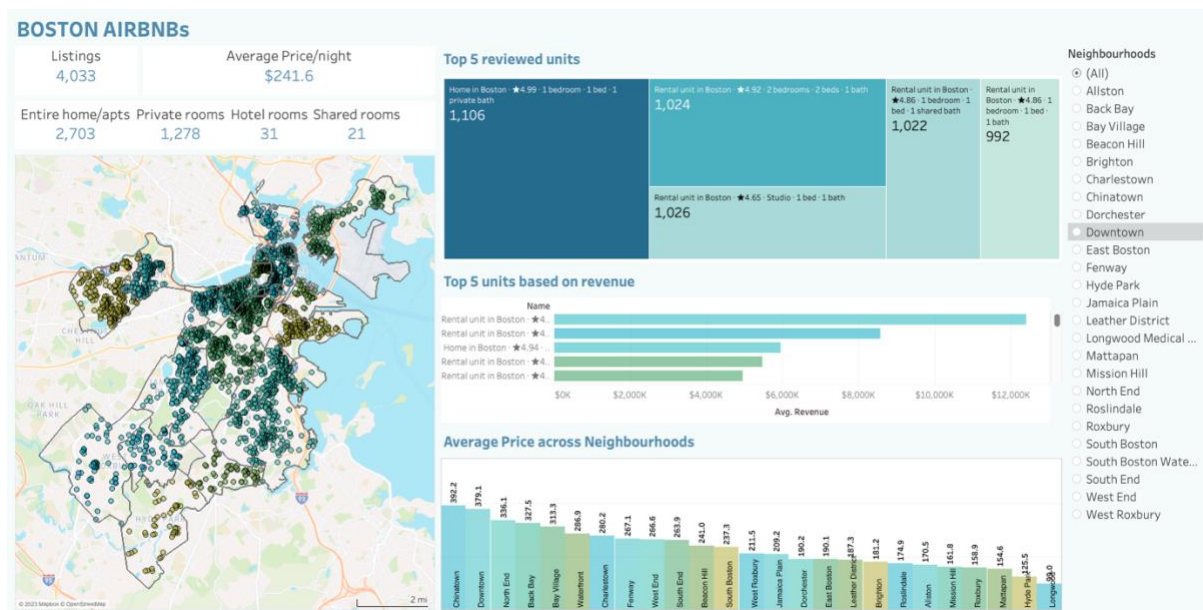 BOSTON AIRBNBs
Listings
4,033
Average Price/night
$241.6
Entire home/apts
2,703
Private rooms
1,278
Hotel rooms
31
Shared rooms
21
OAK HILL
PARK
© 2023 Mapbox © OpenStreetMap
2 mi
Top 5 reviewed units
Home in Boston · ★4.99 · 1 bedroom · 1 bed · 1
private bath
1,106
Rental unit in Boston · ★4.92 · 2 bedrooms · 2 beds · 1 bath
1,024
Rental unit in Boston · ★4.65 · Studio · 1 bed · 1 bath
1,026
Rental unit in Boston ·
★4.86 · 1 bedroom · 1
bed · 1 shared bath
1,022
Rental unit in
Boston · ★4.86 · 1
bedroom · 1 bed ·
1 bath
992
Top 5 units based on revenue
Name
Rental unit in Boston · ★4..
Rental unit in Boston · ★4..
Home in Boston · ★4.94 · ..
Rental unit in Boston · ★4..
Rental unit in Boston · ★4..
$0K
$2,000K
$4,000K
$6,000K
$8,000K
$10,000K
$12,000K
Avg. Revenue
Average Price across Neighbourhoods
392.2
379.1
336.1
327.5
313.3
286.9
280.2
267.1
266.6
263.9
241.0
237.3
211.5
209.2
190.2
190.1
187.3
181.2
174.9
170.5
161.8
158.9
154.6
125.5
99.0
Chinatown
Downtown
North End
Back Bay
Bay Village
Waterfront
Charlestown
Fenway
West End
South End
Beacon Hill
South Boston
West Roxbury
Jamaica Plain
Dorchester
East Boston
Leather District
Brighton
Roslindale
Allston
Mission Hill
Roxbury
Mattapan
Hyde Park
Longwood
Neighbourhoods
(All)
Allston
Back Bay
Bay Village
Beacon Hill
Brighton
Charlestown
Chinatown
Dorchester
Downtown
East Boston
Fenway
Hyde Park
Jamaica Plain
Leather District
Longwood Medical ...
Mattapan
Mission Hill
North End
Roslindale
Roxbury
South Boston
South Boston Wate...
South End
West End
West Roxbury